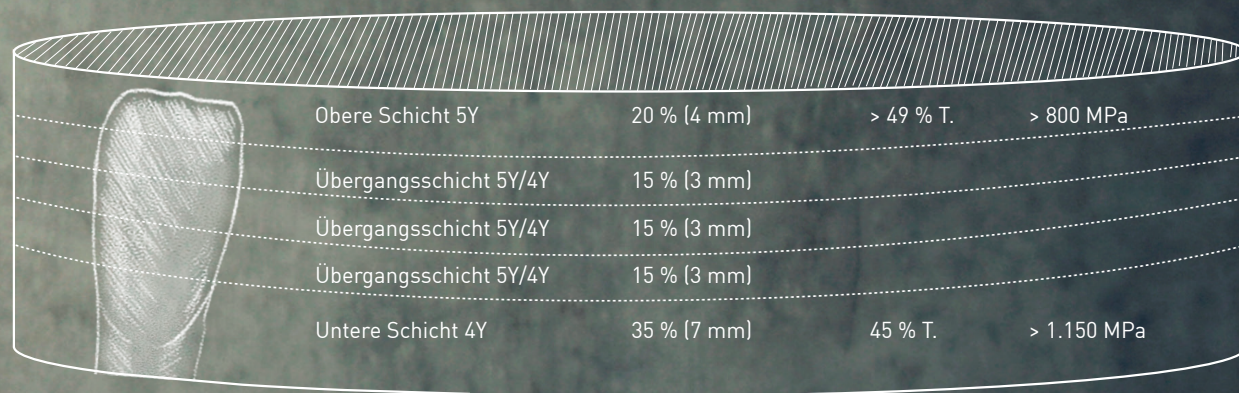 Obere Schicht 5Y 20 % (4 mm) > 49 % T. > 800 MPa
Übergangsschicht 5Y/4Y 15 % (3 mm)
Übergangsschicht 5Y/4Y 15 % (3 mm)
Übergangsschicht 5Y/4Y 15 % (3 mm)
Untere Schicht 4Y 35 % (7 mm) 45 % T. > 1.150 MPa